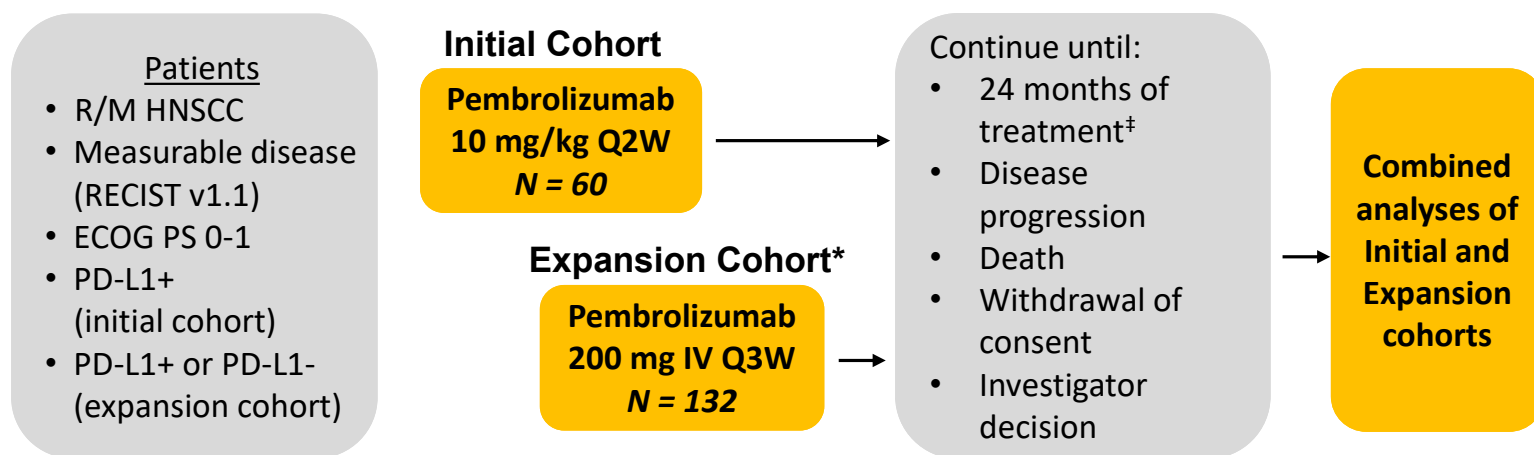 Patients
• R/M HNSCC
• Measurable disease
(RECIST v1.1)
• ECOG PS 0-1
• PD-L1+
(initial cohort)
• PD-L1+ or PD-L1-
(expansion cohort)
Initial Cohort
Pembrolizumab
10 mg/kg Q2W
N = 60
Expansion Cohort*
Pembrolizumab
200 mg IV Q3W
N = 132
Continue until:
• 24 months of
treatment‡
• Disease
progression
• Death
• Withdrawal of
consent
• Investigator
decision
Combined
analyses of
Initial and
Expansion
cohorts